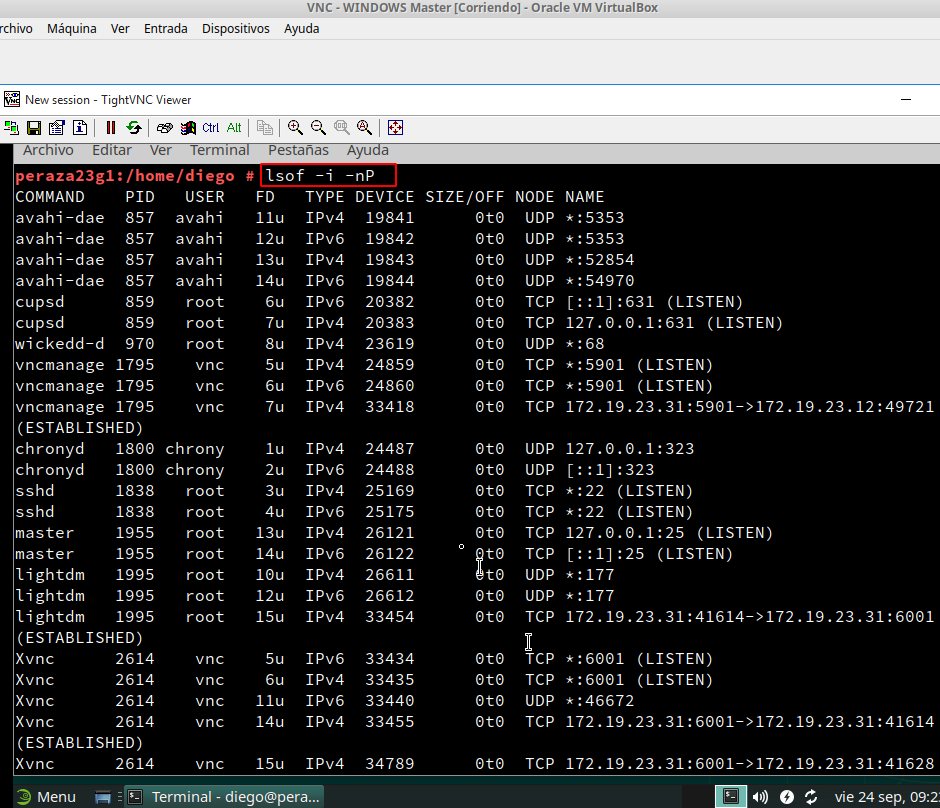 VNC - WINDOWS Master [Corriendo] - Oracle VM VirtualBox
rchivo Máquina Ver Entrada Dispositivos Ayuda
New session - TightVNC Viewer
Ctrl Alt
Archivo Editar Ver Terminal Pestañas Ayuda
peraza23g1:/home/diego # lsof -i -nP
COMMAND PID USER FD TYPE DEVICE SIZE/OFF NODE NAME
avahi-dae 857 avahi 11u IPv4 19841 0t0 UDP *:5353
avahi-dae 857 avahi 12u IPv6 19842 0t0 UDP *:5353
avahi-dae 857 avahi 13u IPv4 19843 0t0 UDP *:52854
avahi-dae 857 avahi 14u IPv6 19844 0t0 UDP *:54970
cupsd 859 root 6u IPv6 20382 0t0 TCP [::1]:631 (LISTEN)
cupsd 859 root 7u IPv4 20383 0t0 TCP 127.0.0.1:631 (LISTEN)
wickedd-d 970 root 8u IPv4 23619 0t0 UDP *:68
vncmanage 1795 vnc 5u IPv4 24859 0t0 TCP *:5901 (LISTEN)
vncmanage 1795 vnc 6u IPv6 24860 0t0 TCP *:5901 (LISTEN)
vncmanage 1795 vnc 7u IPv4 33418 0t0 TCP 172.19.23.31:5901->172.19.23.12:49721
(ESTABLISHED)
chronyd 1800 chrony 1u IPv4 24487 0t0 UDP 127.0.0.1:323
chronyd 1800 chrony 2u IPv6 24488 0t0 UDP [::1]:323
sshd 1838 root 3u IPv4 25169 0t0 TCP *:22 (LISTEN)
sshd 1838 root 4u IPv6 25175 0t0 TCP *:22 (LISTEN)
master 1955 root 13u IPv4 26121 0t0 TCP 127.0.0.1:25 (LISTEN)
master 1955 root 14u IPv6 26122 0t0 TCP [::1]:25 (LISTEN)
lightdm 1995 root 10u IPv4 26611 0t0 UDP *:177
lightdm 1995 root 12u IPv6 26612 0t0 UDP *:177
lightdm 1995 root 15u IPv4 33454 0t0 TCP 172.19.23.31:41614->172.19.23.31:6001
(ESTABLISHED)
Xvnc 2614 vnc 5u IPv6 33434 0t0 TCP *:6001 (LISTEN)
Xvnc 2614 vnc 6u IPv4 33435 0t0 TCP *:6001 (LISTEN)
Xvnc 2614 vnc 11u IPv6 33440 0t0 UDP *:46672
Xvnc 2614 vnc 14u IPv4 33455 0t0 TCP 172.19.23.31:6001->172.19.23.31:41614
(ESTABLISHED)
Xvnc 2614 vnc 15u IPv4 34789 0t0 TCP 172.19.23.31:6001->172.19.23.31:41628
Menu Terminal - diego@pera... vie 24 sep, 09:2